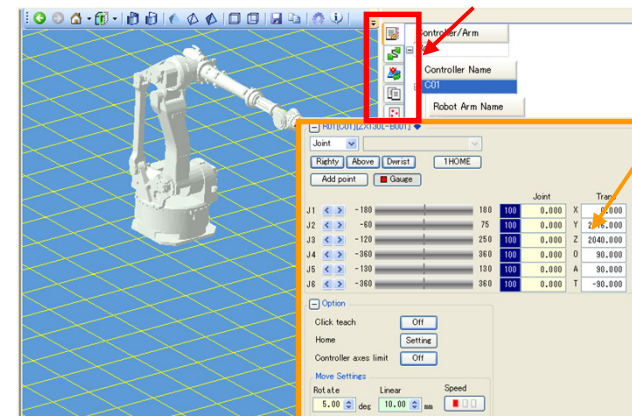 Controller/Arm
Controller Name
C01
Robot Arm Name
R01[C01][ZX130L-B001]
Joint
Righty Above Dwrist 1HOME
Add point Gauge
Joint Trans
J1 < > -180 180 100 0.000 X 0.000
J2 < > -60 75 100 0.000 Y
J3 < > -120 250 100 0.000 Z 2040.000
J4 < > -360 360 100 0.000 O 90.000
J5 < > -130 130 100 0.000 A 90.000
J6 < > -360 360 100 0.000 T -90.000
Option
Click teach Off
Home Setting
Controller axes limit Off
Move Settings
Rotate Linear Speed
5.00 deg 10.00 mm